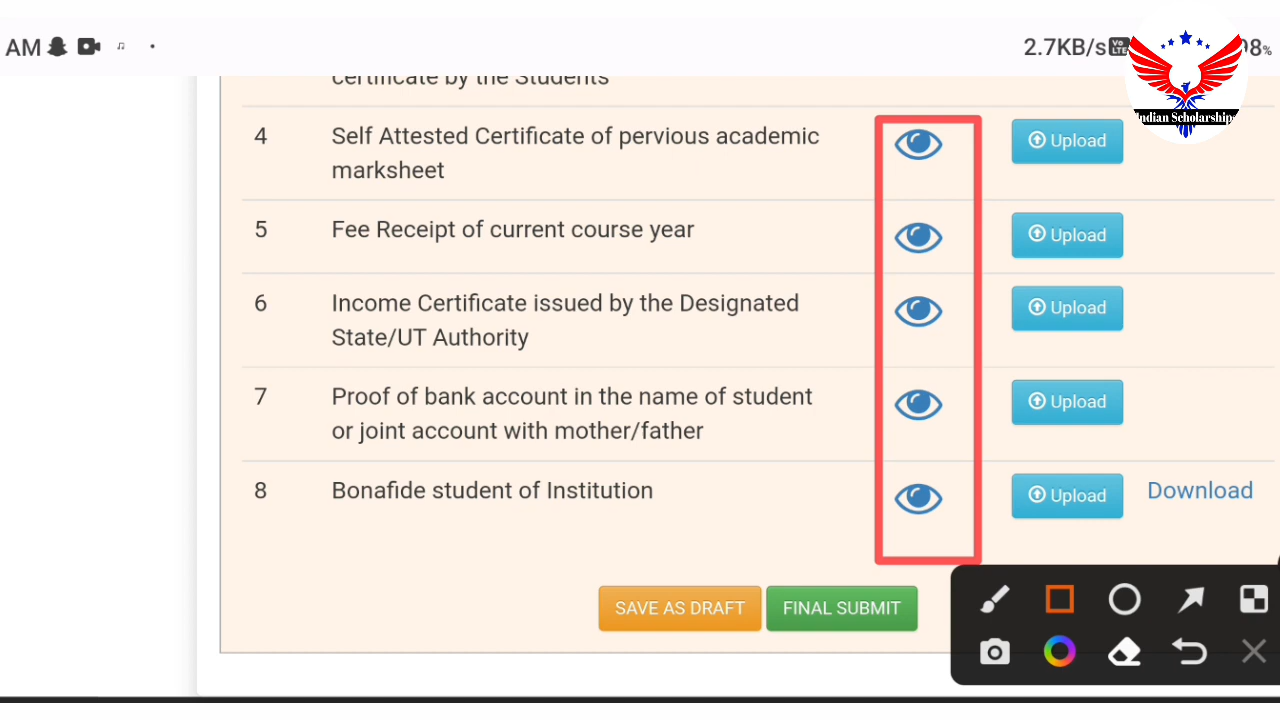 AM
2.7KB/s Vo LTE 98%
Indian Scholarships
certificate by the Students
4 Self Attested Certificate of pervious academic Upload
marksheet
5 Fee Receipt of current course year Upload
6 Income Certificate issued by the Designated Upload
State/UT Authority
7 Proof of bank account in the name of student Upload
or joint account with mother/father
8 Bonafide student of Institution Upload Download
SAVE AS DRAFT FINAL SUBMIT